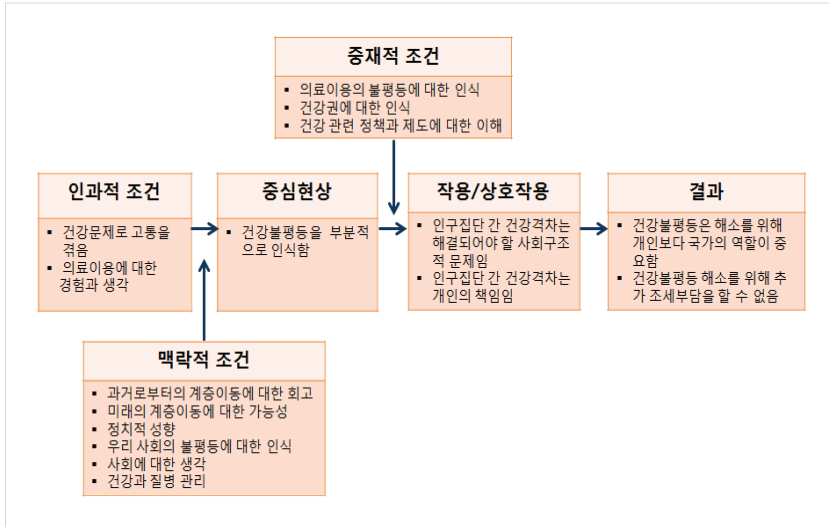 중재적 조건
▪ 의료이용의 불평등에 대한 인식
▪ 건강권에 대한 인식
▪ 건강 관련 정책과 제도에 대한 이해
인과적 조건
▪ 건강문제로 고통을
겪음
▪ 의료이용에 대한
경험과 생각
중심현상
▪ 건강불평등을 부분적
으로 인식함
작용/상호작용
▪ 인구집단 간 건강격차는
해결되어야 할 사회구조
적 문제임
▪ 인구집단 간 건강격차는
개인의 책임임
결과
▪ 건강불평등은 해소를 위해
개인보다 국가의 역할이 중
요함
▪ 건강불평등 해소를 위해 추
가 조세부담을 할 수 없음
맥락적 조건
▪ 과거로부터의 계층이동에 대한 회고
▪ 미래의 계층이동에 대한 가능성
▪ 정치적 성향
▪ 우리 사회의 불평등에 대한 인식
▪ 사회에 대한 생각
▪ 건강과 질병 관리